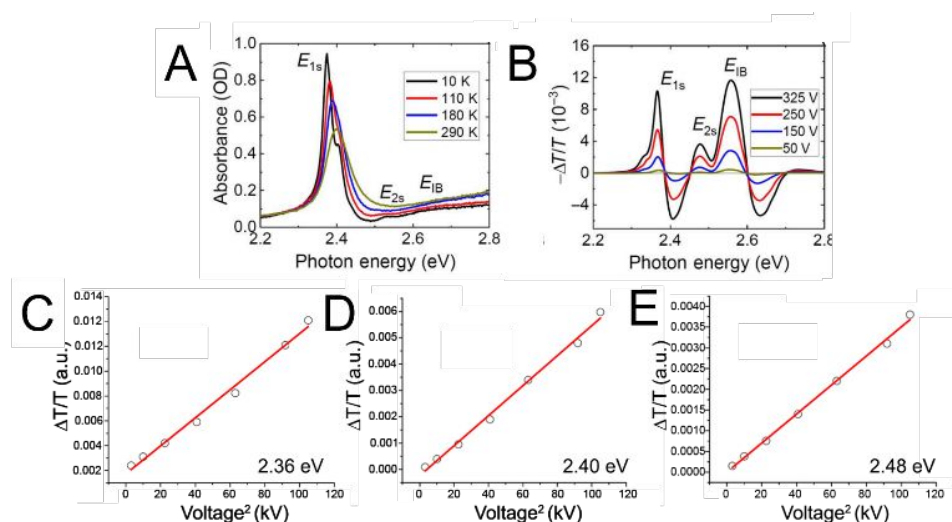 A
Absorbance (OD)
1.0
0.8
0.6
0.4
0.2
0.0
E1s
E2s
EIB
10 K
110 K
180 K
290 K
2.2 2.4 2.6 2.8
Photon energy (eV)
B
−ΔT/T (10⁻³)
16
12
8
4
0
-4
E1s
E2s
EIB
325 V
250 V
150 V
50 V
2.2 2.4 2.6 2.8
Photon energy (eV)
C
ΔT/T (a.u.)
0.014
0.012
0.010
0.008
0.006
0.004
0.002
2.36 eV
0 20 40 60 80 100 120
Voltage² (kV)
D
ΔT/T (a.u.)
0.006
0.005
0.004
0.003
0.002
0.001
0.000
2.40 eV
0 20 40 60 80 100 120
Voltage² (kV)
E
ΔT/T (a.u.)
0.0040
0.0035
0.0030
0.0025
0.0020
0.0015
0.0010
0.0005
0.0000
2.48 eV
0 20 40 60 80 100 120
Voltage² (kV)